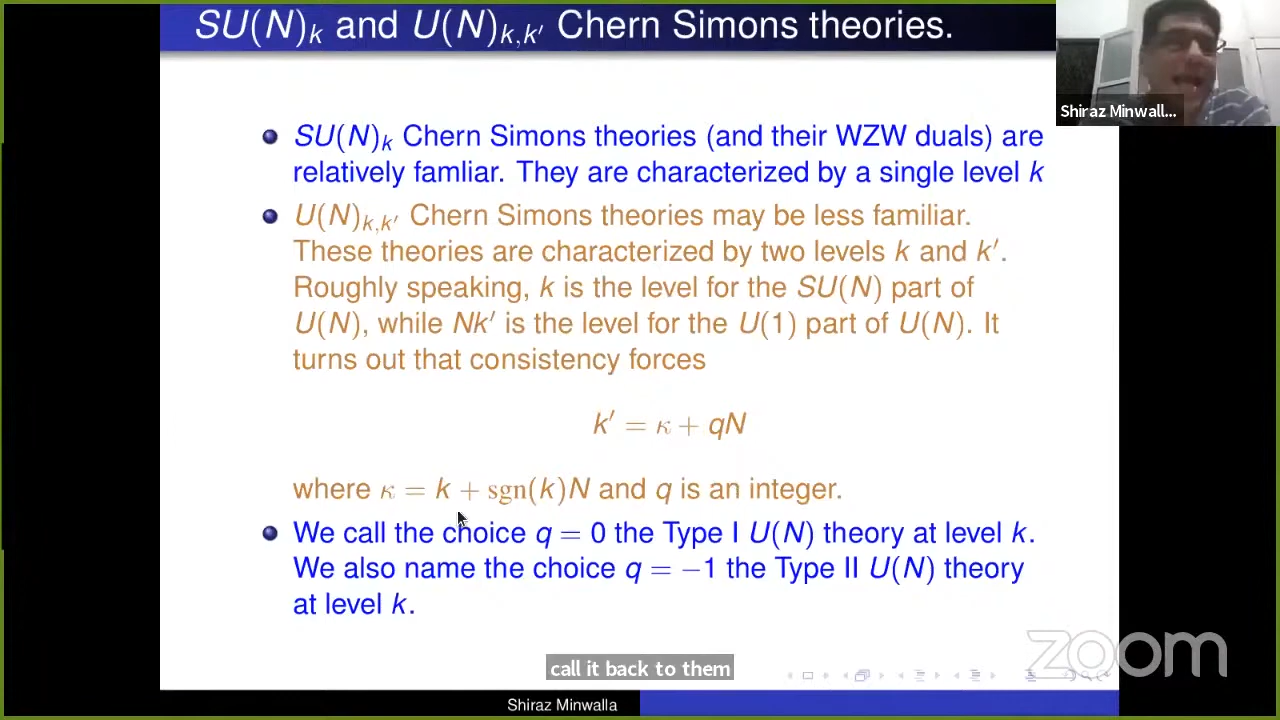 SU(N)ₖ and U(N)ₖ,ₖ′ Chern Simons theories.
Shiraz Minwall...
SU(N)ₖ Chern Simons theories (and their WZW duals) are
relatively famliar. They are characterized by a single level k
U(N)ₖ,ₖ′ Chern Simons theories may be less familiar.
These theories are characterized by two levels k and k′.
Roughly speaking, k is the level for the SU(N) part of
U(N), while Nk′ is the level for the U(1) part of U(N). It
turns out that consistency forces
k′ = κ + qN
where κ = k + sgn(k)N and q is an integer.
We call the choice q = 0 the Type I U(N) theory at level k.
We also name the choice q = −1 the Type II U(N) theory
at level k.
call it back to them
zoom
Shiraz Minwalla